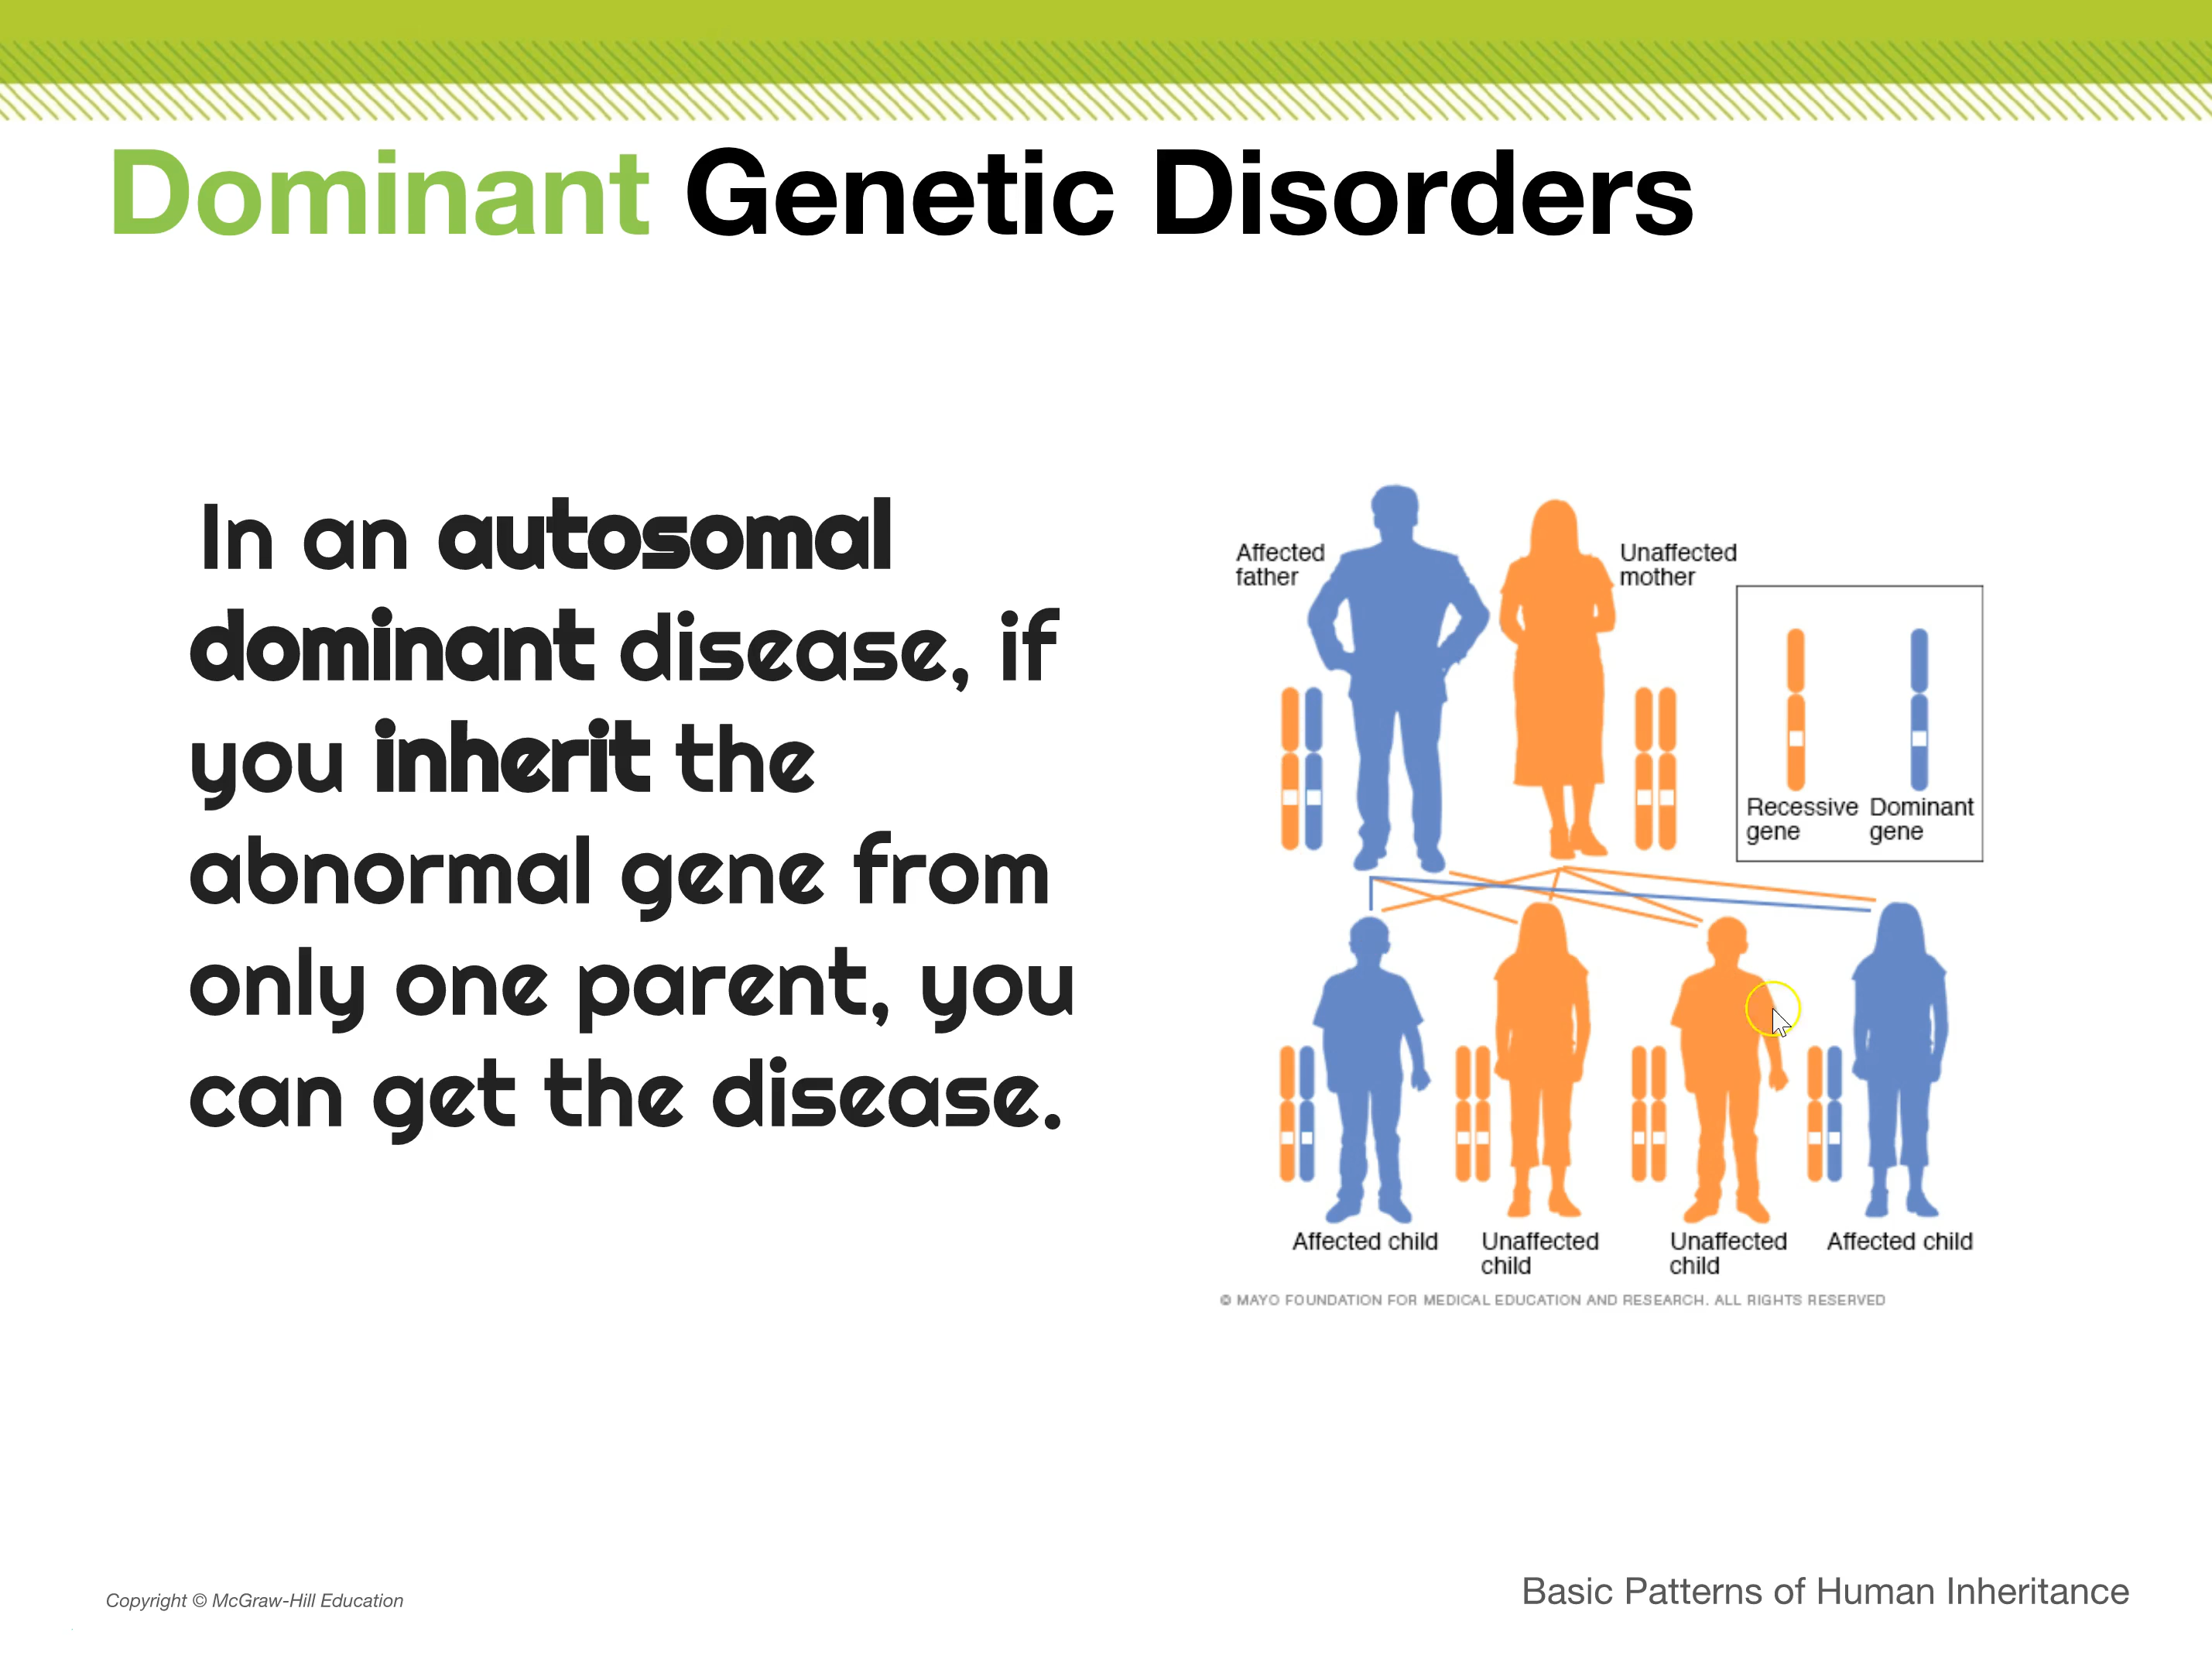 Dominant Genetic Disorders
In an autosomal
dominant disease, if
you inherit the
abnormal gene from
only one parent, you
can get the disease.
Affected
father
Unaffected
mother
Recessive
gene
Dominant
gene
Affected child
Unaffected
child
Unaffected
child
Affected child
© MAYO FOUNDATION FOR MEDICAL EDUCATION AND RESEARCH. ALL RIGHTS RESERVED
Copyright © McGraw-Hill Education
Basic Patterns of Human Inheritance